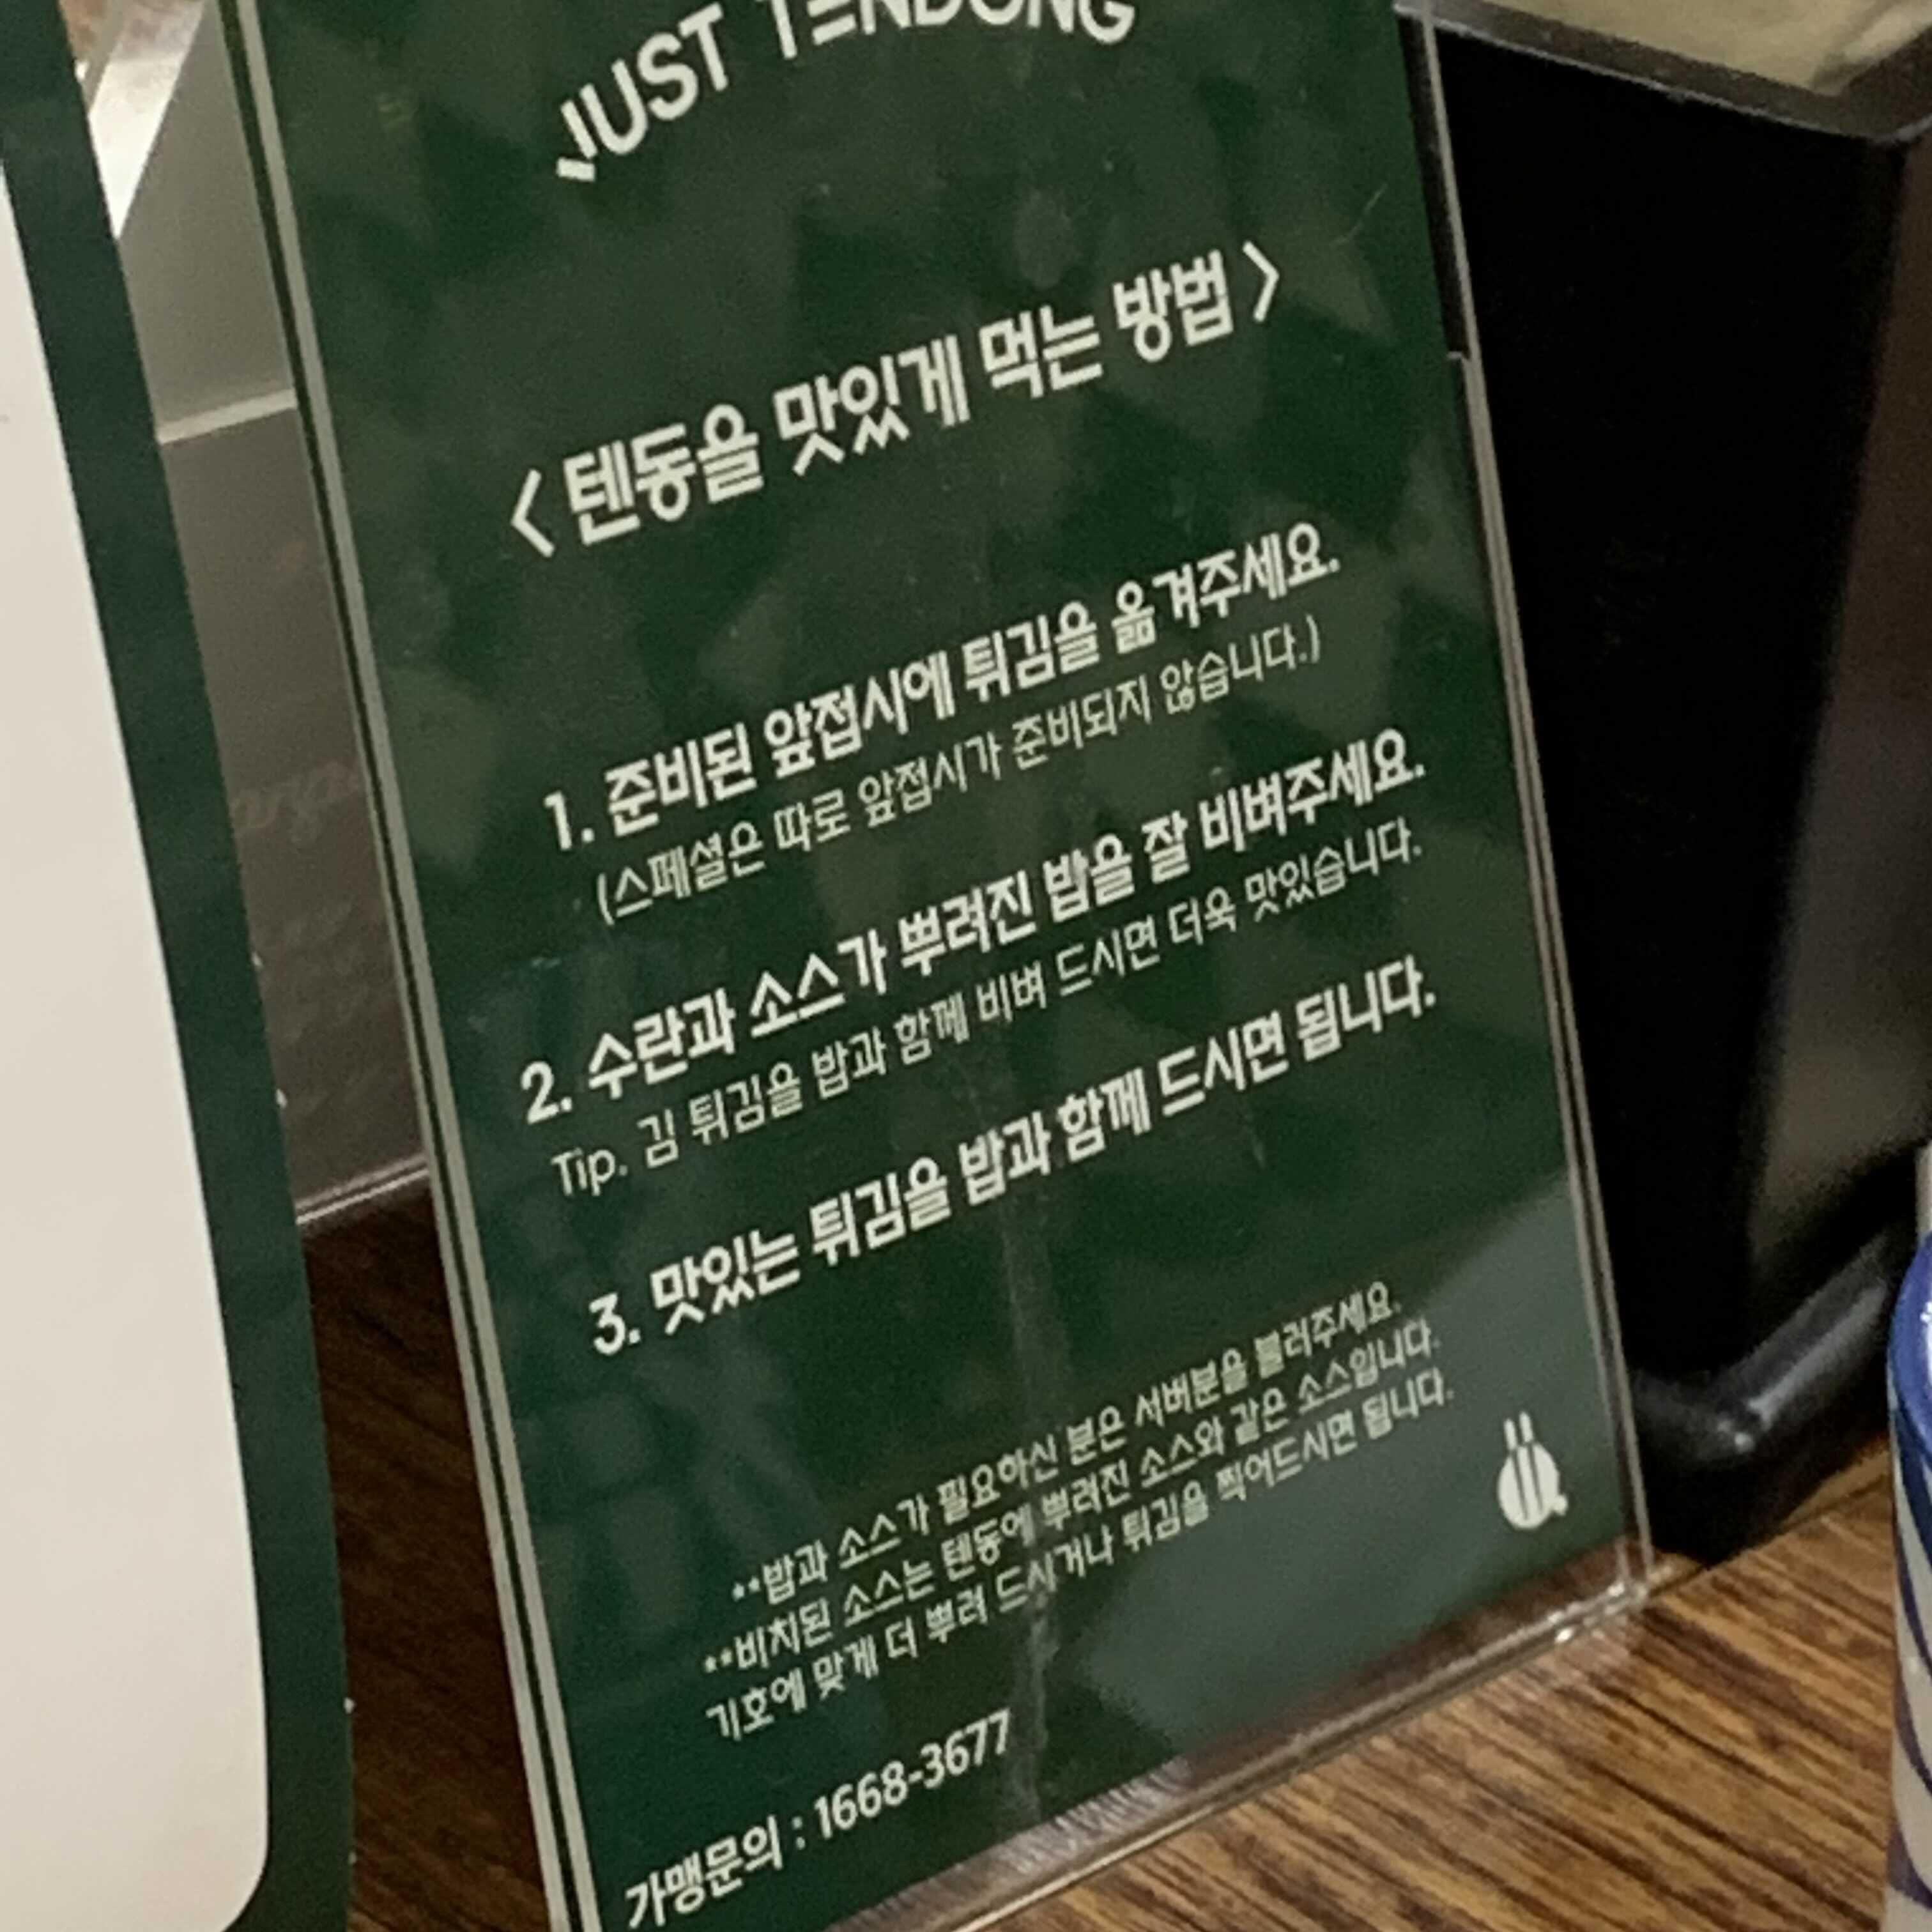 JUST TENDONG
< 텐동을 맛있게 먹는 방법 >
1. 준비된 앞접시에 튀김을 옮겨주세요.
(스페셜은 따로 앞접시가 준비되지 않습니다.)
2. 수란과 소스가 뿌려진 밥을 잘 비벼주세요.
Tip. 김 튀김을 밥과 함께 비벼 드시면 더욱 맛있습니다.
3. 맛있는 튀김을 밥과 함께 드시면 됩니다.
**밥과 소스가 필요하신 분은 서버분을 불러주세요.
**비치된 소스는 텐동에 뿌려진 소스와 같은 소스입니다.
기호에 맞게 더 뿌려 드시거나 튀김을 찍어드시면 됩니다.
가맹문의 : 1668-3677